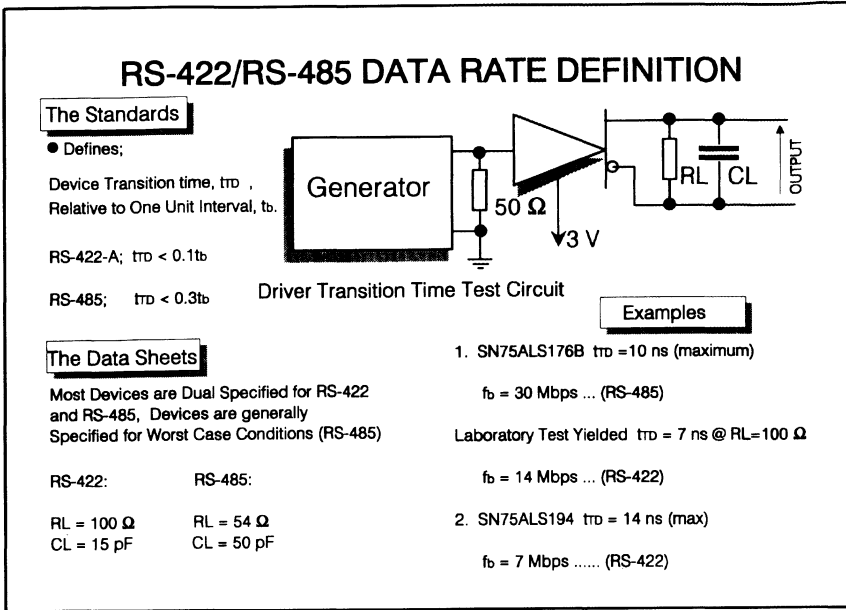 RS-422/RS-485 DATA RATE DEFINITION
The Standards
● Defines;
Device Transition time, tTD ,
Relative to One Unit Interval, tb.
RS-422-A; tTD < 0.1tb
RS-485; tTD < 0.3tb
Generator
50 Ω
3 V
RL
CL
OUTPUT
Driver Transition Time Test Circuit
The Data Sheets
Most Devices are Dual Specified for RS-422
and RS-485, Devices are generally
Specified for Worst Case Conditions (RS-485)
RS-422: RS-485:
RL = 100 Ω RL = 54 Ω
CL = 15 pF CL = 50 pF
Examples
1. SN75ALS176B tTD =10 ns (maximum)
fb = 30 Mbps ... (RS-485)
Laboratory Test Yielded tTD = 7 ns @ RL=100 Ω
fb = 14 Mbps ... (RS-422)
2. SN75ALS194 tTD = 14 ns (max)
fb = 7 Mbps ...... (RS-422)